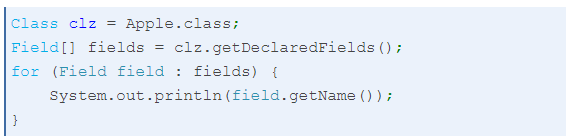 Class clz = Apple.class;
Field[] fields = clz.getDeclaredFields();
for (Field field : fields) {
    System.out.println(field.getName());
}